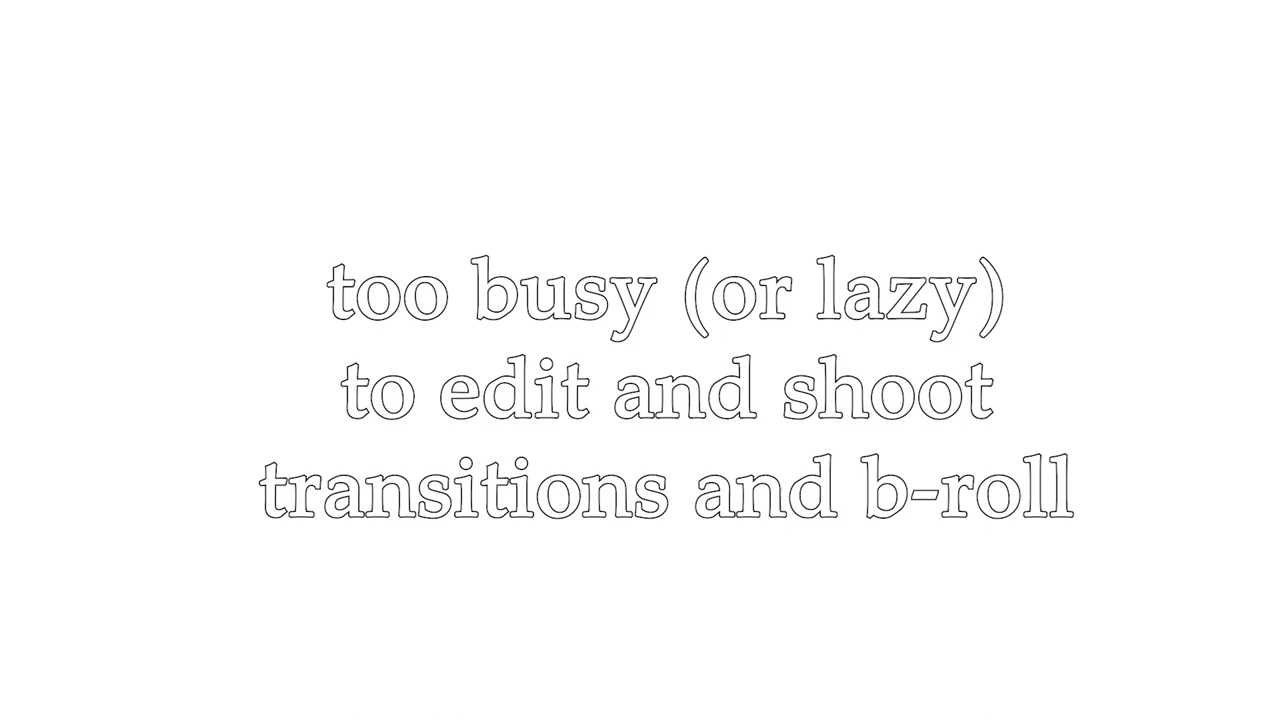 too busy (or lazy)
to edit and shoot
transitions and b-roll